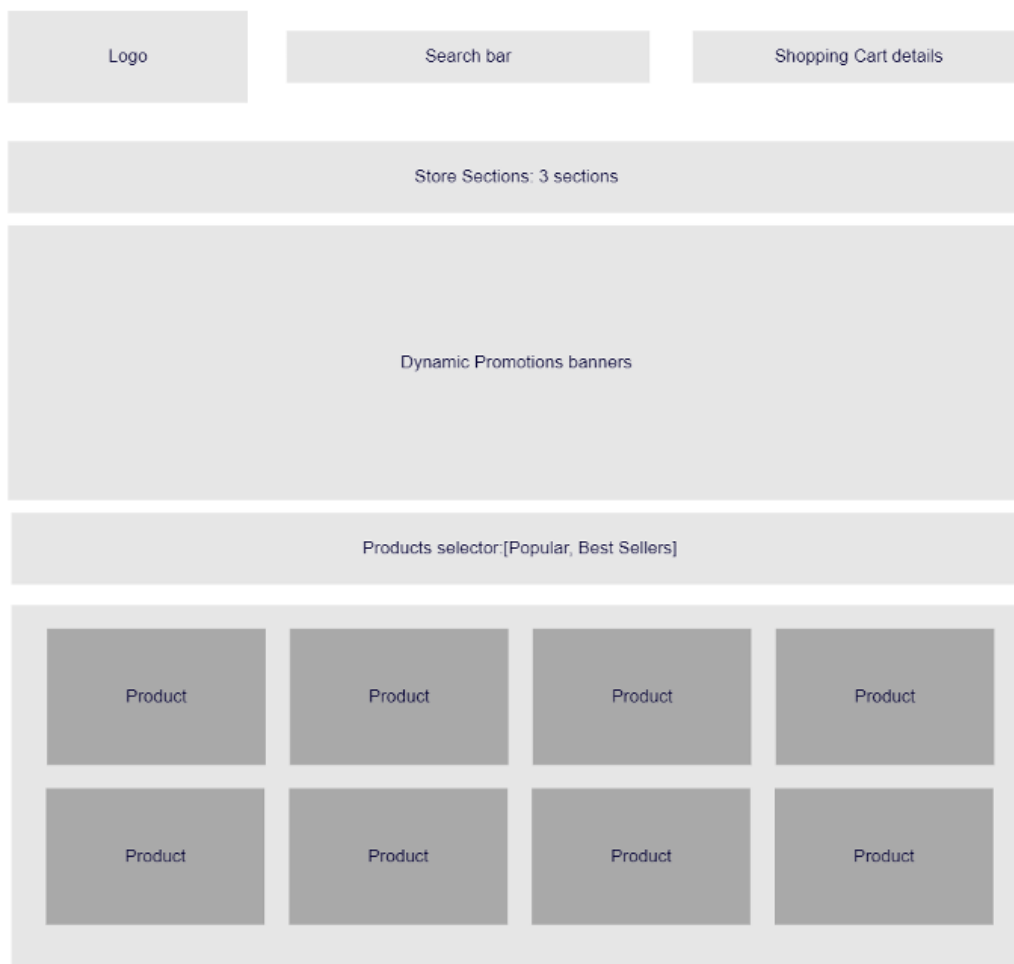 Logo
Search bar
Shopping Cart details
Store Sections: 3 sections
Dynamic Promotions banners
Products selector:[Popular, Best Sellers]
Product
Product
Product
Product
Product
Product
Product
Product